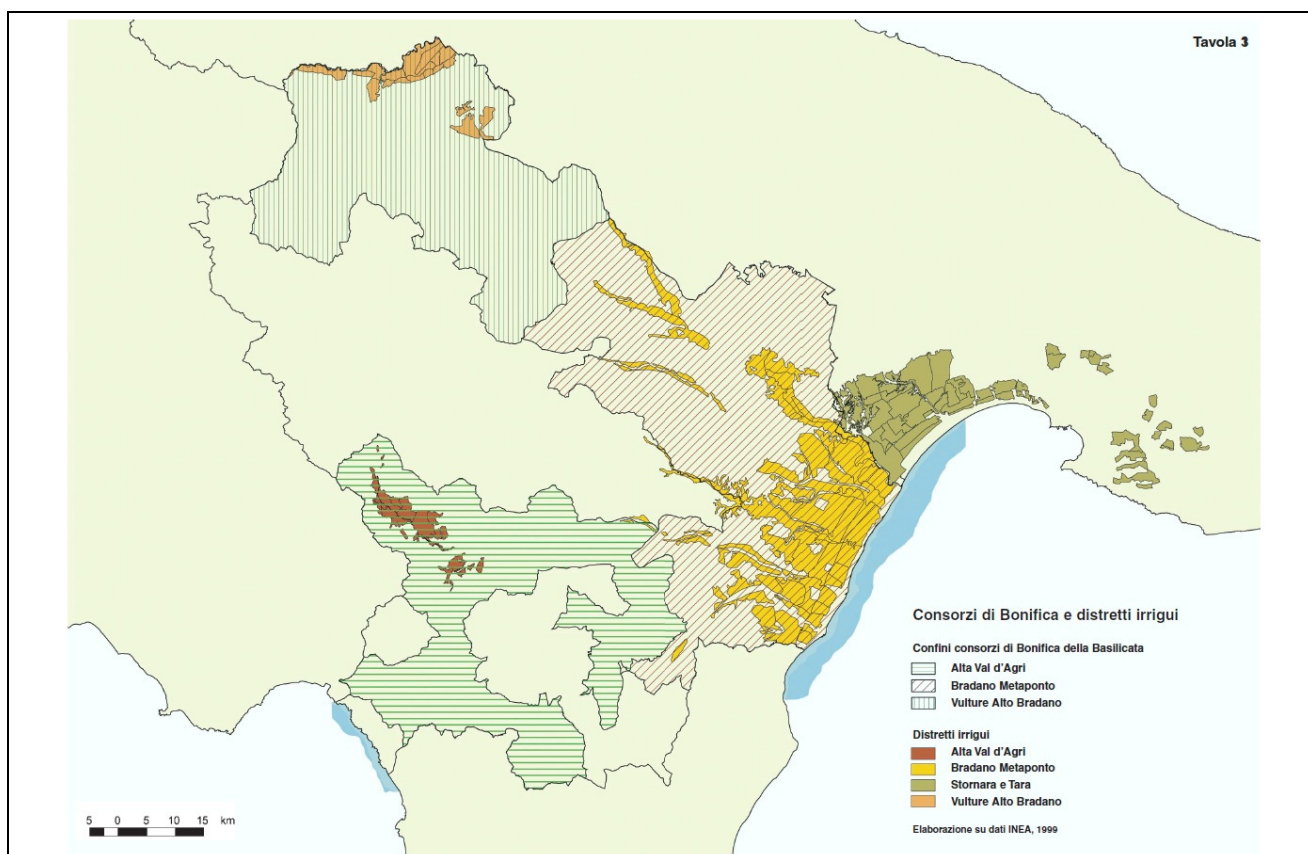 Tavola 3
Consorzi di Bonifica e distretti irrigui
Confini consorzi di Bonifica della Basilicata
Alta Val d'Agri
Bradano Metaponto
Vulture Alto Bradano
Distretti irrigui
Alta Val d'Agri
Bradano Metaponto
Stornara e Tara
Vulture Alto Bradano
Elaborazione su dati INEA, 1999
5 0 5 10 15 km